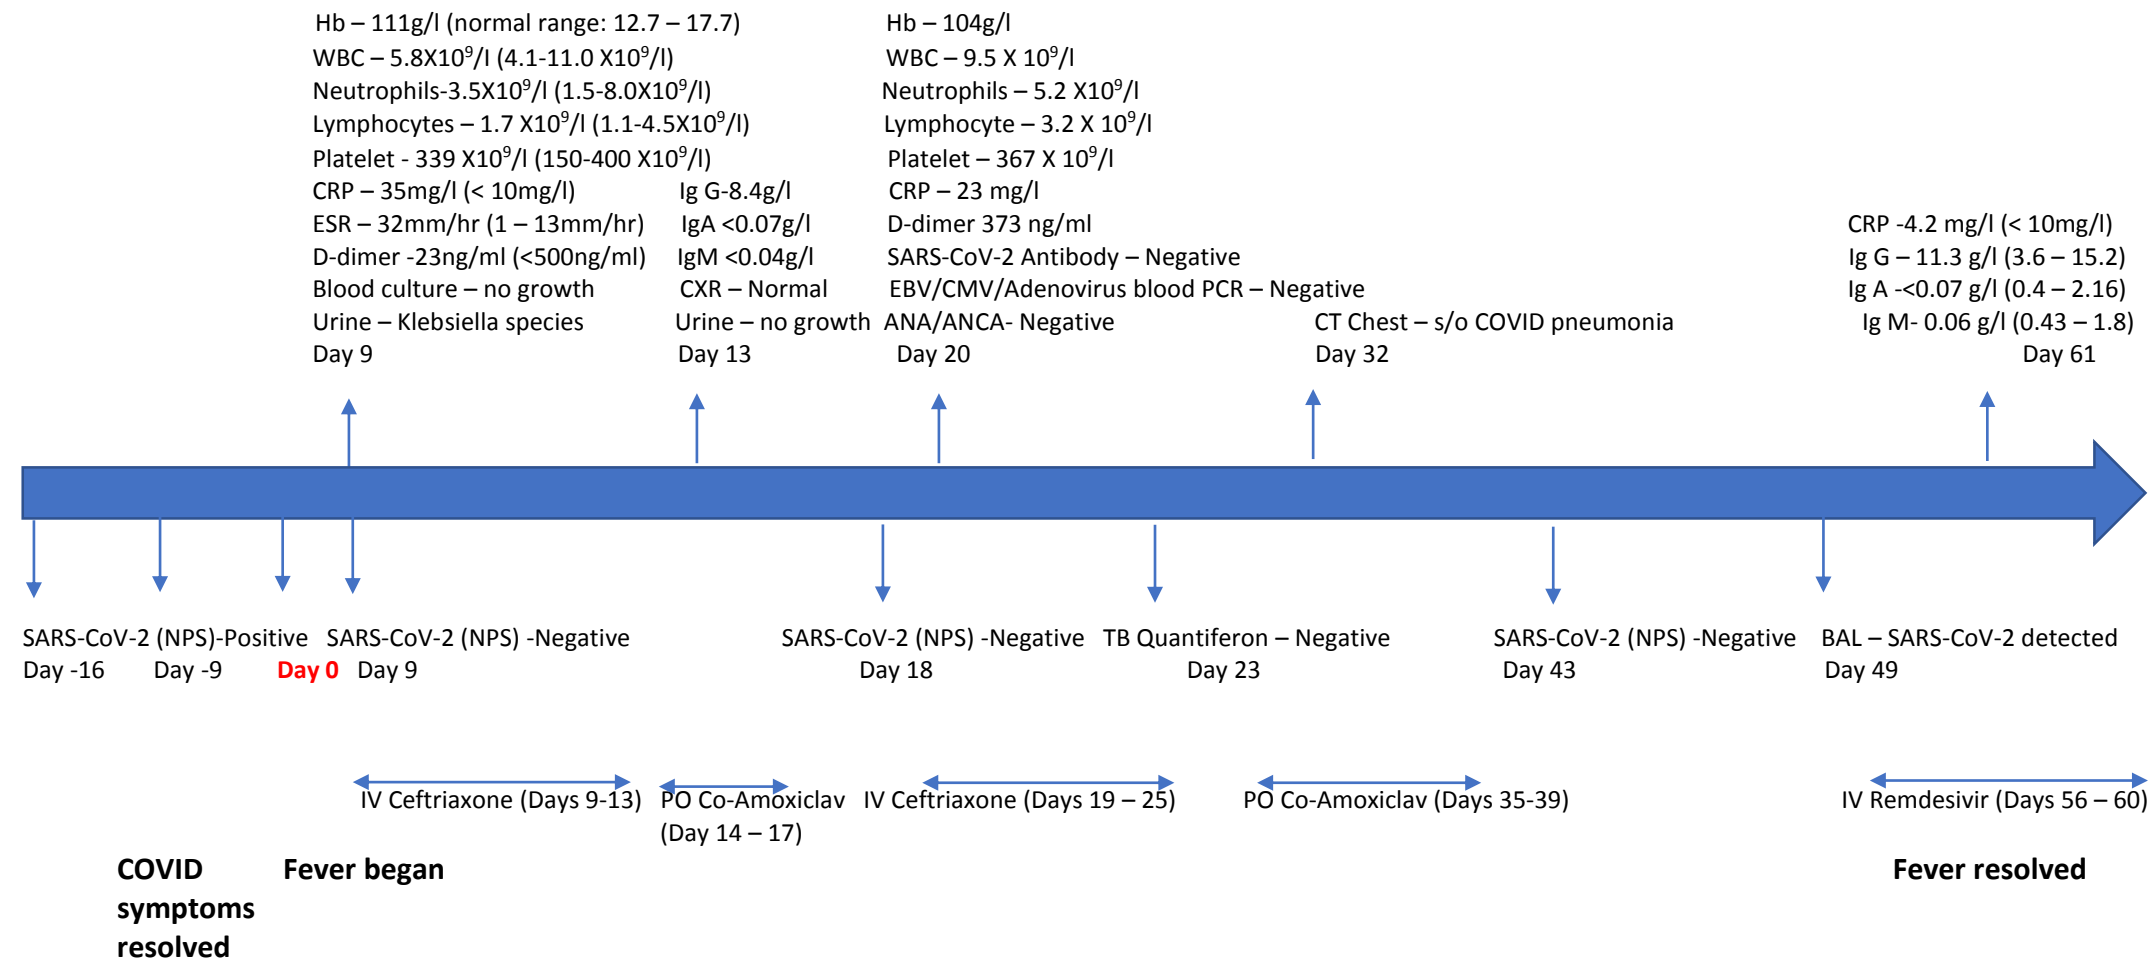 Hb – 111g/l (normal range: 12.7 – 17.7)
WBC – 5.8X10⁹/l (4.1-11.0 X10⁹/l)
Neutrophils-3.5X10⁹/l (1.5-8.0X10⁹/l)
Lymphocytes – 1.7 X10⁹/l (1.1-4.5X10⁹/l)
Platelet - 339 X10⁹/l (150-400 X10⁹/l)
CRP – 35mg/l (< 10mg/l)
ESR – 32mm/hr (1 – 13mm/hr)
D-dimer -23ng/ml (<500ng/ml)
Blood culture – no growth
Urine – Klebsiella species
Day 9
Ig G-8.4g/l
IgA <0.07g/l
IgM <0.04g/l
CXR – Normal
Urine – no growth
Day 13
Hb – 104g/l
WBC – 9.5 X 10⁹/l
Neutrophils – 5.2 X10⁹/l
Lymphocyte – 3.2 X 10⁹/l
Platelet – 367 X 10⁹/l
CRP – 23 mg/l
D-dimer 373 ng/ml
SARS-CoV-2 Antibody – Negative
EBV/CMV/Adenovirus blood PCR – Negative
ANA/ANCA- Negative
Day 20
CT Chest – s/o COVID pneumonia
Day 32
CRP -4.2 mg/l (< 10mg/l)
Ig G – 11.3 g/l (3.6 – 15.2)
Ig A -<0.07 g/l (0.4 – 2.16)
Ig M- 0.06 g/l (0.43 – 1.8)
Day 61
SARS-CoV-2 (NPS)-Positive
Day -16
Day -9
Day 0
SARS-CoV-2 (NPS) -Negative
Day 9
SARS-CoV-2 (NPS) -Negative
Day 18
TB Quantiferon – Negative
Day 23
SARS-CoV-2 (NPS) -Negative
Day 43
BAL – SARS-CoV-2 detected
Day 49
IV Ceftriaxone (Days 9-13)
PO Co-Amoxiclav
(Day 14 – 17)
IV Ceftriaxone (Days 19 – 25)
PO Co-Amoxiclav (Days 35-39)
IV Remdesivir (Days 56 – 60)
COVID
symptoms
resolved
Fever began
Fever resolved